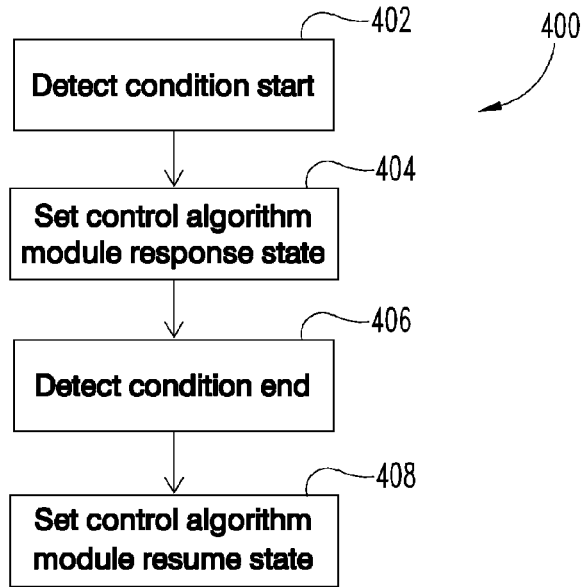 402
400
Detect condition start
404
Set control algorithm
module response state
406
Detect condition end
408
Set control algorithm
module resume state